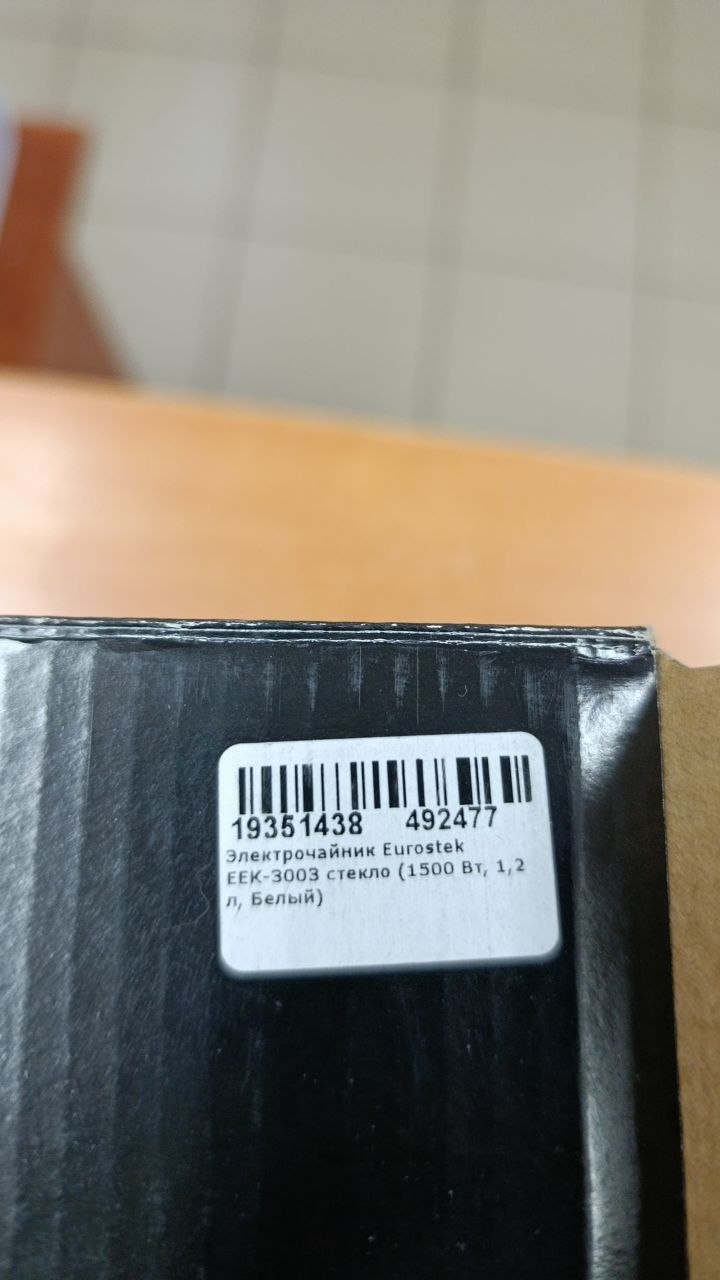 19351438 492477
Электрочайник Eurostek
EEK-3003 стекло (1500 Вт, 1,2
л, Белый)